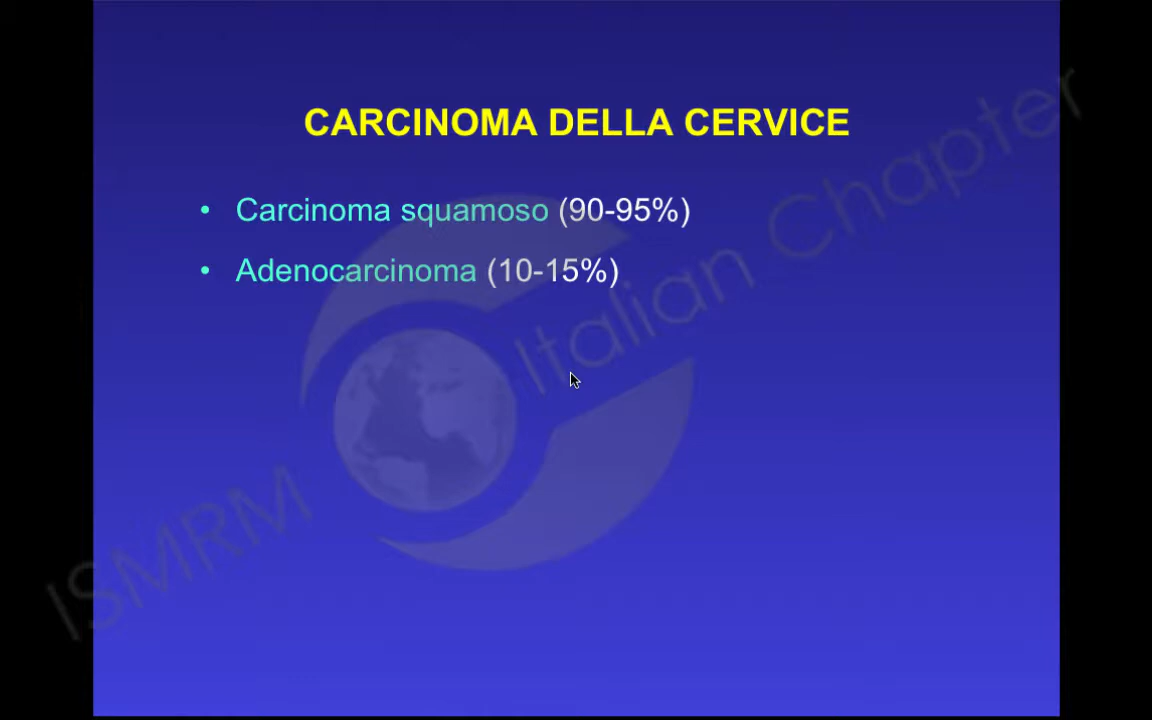 CARCINOMA DELLA CERVICE
• Carcinoma squamoso (90-95%)
• Adenocarcinoma (10-15%)
ISMRM Italian Chapter